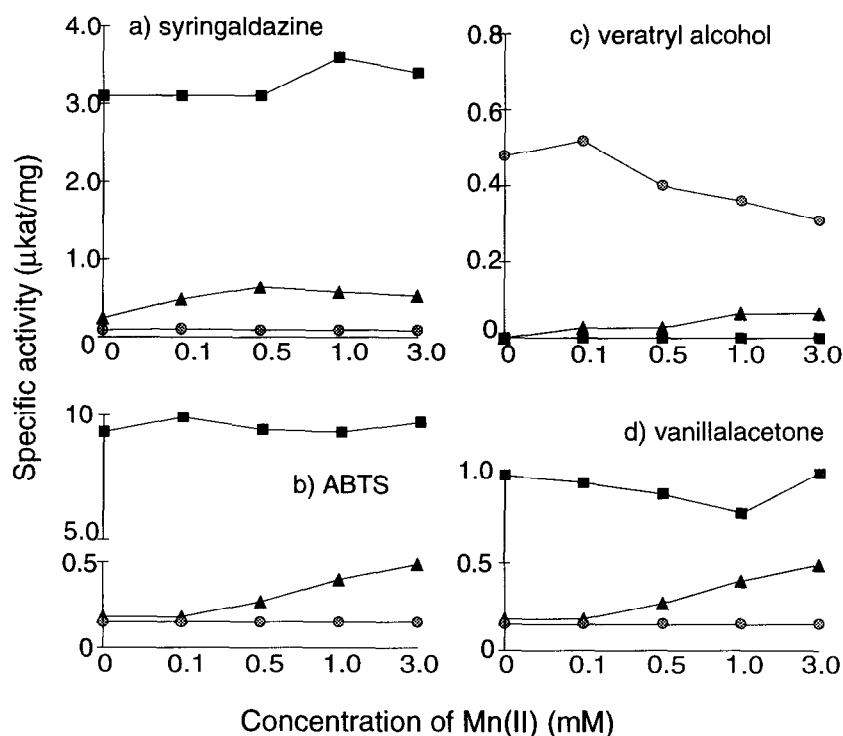 Specific activity (µkat/mg)
a) syringaldazine
4.0
3.0
1.0
0
0 0.1 0.5 1.0 3.0
c) veratryl alcohol
0.8
0.6
0.4
0.2
0
0 0.1 0.5 1.0 3.0
b) ABTS
10
5.0
0.5
0
0 0.1 0.5 1.0 3.0
d) vanillalacetone
1.0
0.5
0
0 0.1 0.5 1.0 3.0
Concentration of Mn(II) (mM)